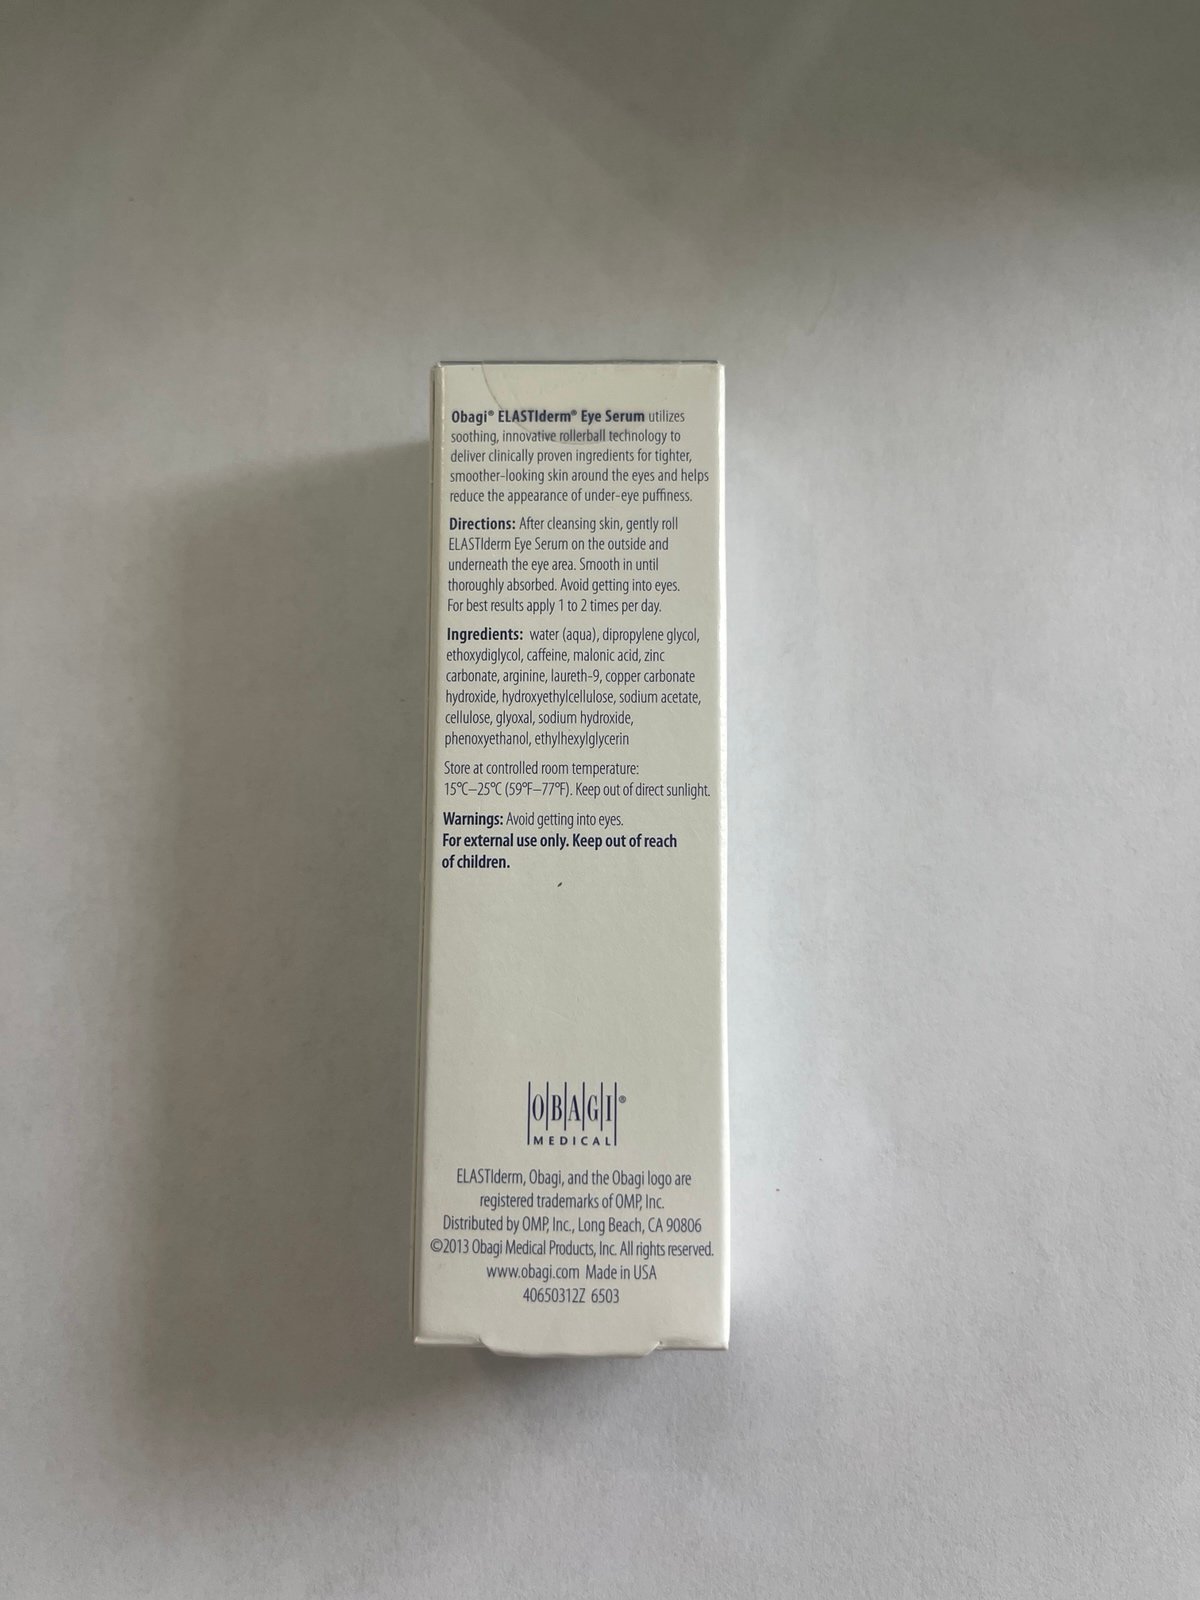 Obagi® ELASTIderm® Eye Serum utilizes
soothing, innovative rollerball technology to
deliver clinically proven ingredients for tighter,
smoother-looking skin around the eyes and helps
reduce the appearance of under-eye puffiness.
Directions: After cleansing skin, gently roll
ELASTIderm Eye Serum on the outside and
underneath the eye area. Smooth in until
thoroughly absorbed. Avoid getting into eyes.
For best results apply 1 to 2 times per day.
Ingredients: water (aqua), dipropylene glycol,
ethoxydiglycol, caffeine, malonic acid, zinc
carbonate, arginine, laureth-9, copper carbonate
hydroxide, hydroxyethylcellulose, sodium acetate,
cellulose, glyoxal, sodium hydroxide,
phenoxyethanol, ethylhexylglycerin
Store at controlled room temperature:
15°C–25°C (59°F–77°F). Keep out of direct sunlight.
Warnings: Avoid getting into eyes.
For external use only. Keep out of reach
of children.
OBAGI®
MEDICAL
ELASTIderm, Obagi, and the Obagi logo are
registered trademarks of OMP, Inc.
Distributed by OMP, Inc., Long Beach, CA 90806
©2013 Obagi Medical Products, Inc. All rights reserved.
www.obagi.com Made in USA
40650312Z 6503